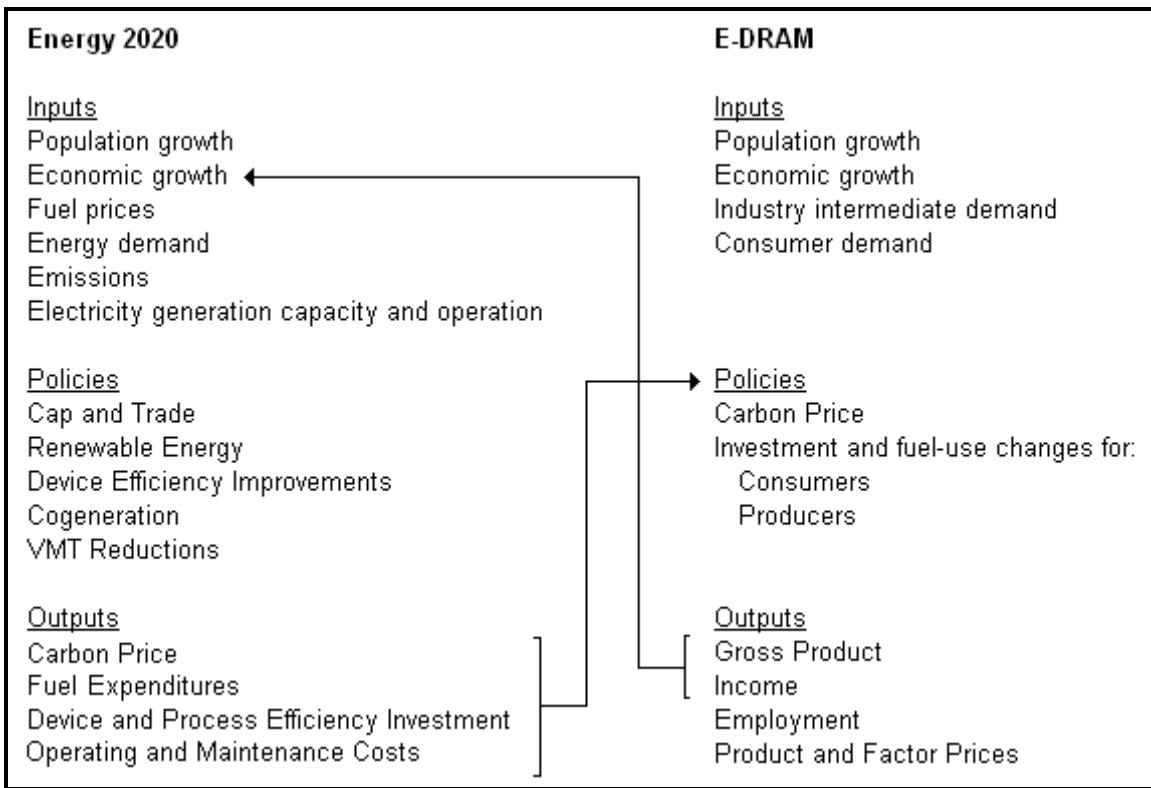 Energy 2020
Inputs
Population growth
Economic growth
Fuel prices
Energy demand
Emissions
Electricity generation capacity and operation
Policies
Cap and Trade
Renewable Energy
Device Efficiency Improvements
Cogeneration
VMT Reductions
Outputs
Carbon Price
Fuel Expenditures
Device and Process Efficiency Investment
Operating and Maintenance Costs
E-DRAM
Inputs
Population growth
Economic growth
Industry intermediate demand
Consumer demand
Policies
Carbon Price
Investment and fuel-use changes for:
Consumers
Producers
Outputs
Gross Product
Income
Employment
Product and Factor Prices